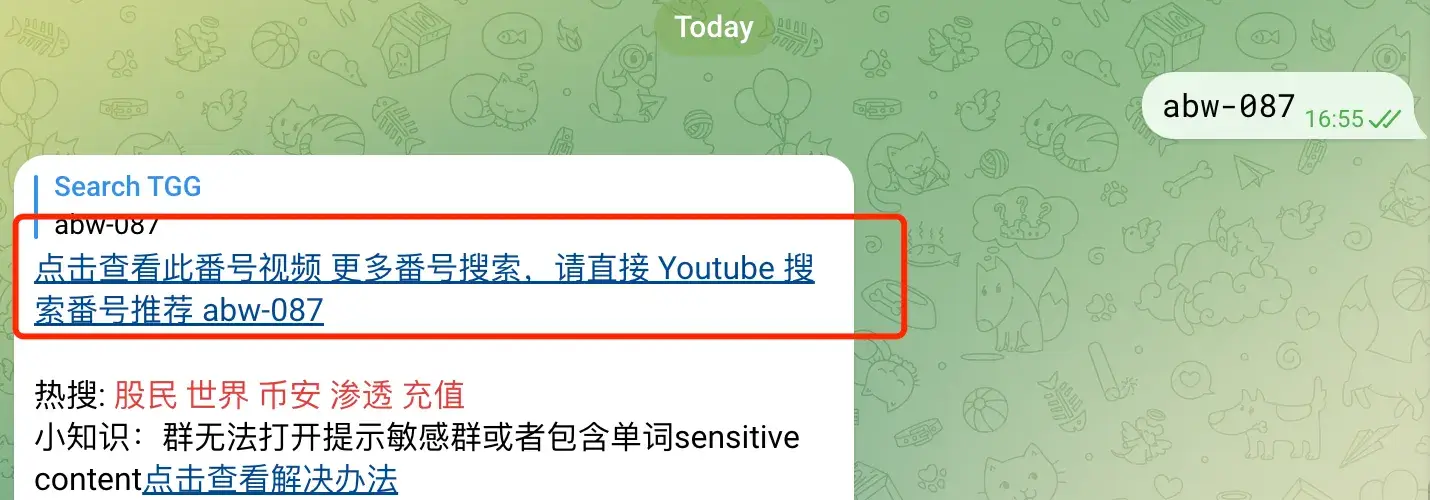 Today
abw-087 16:55
Search TGG
abw-087
点击查看此番号视频 更多番号搜索，请直接 Youtube 搜
索番号推荐 abw-087
热搜: 股民 世界 币安 渗透 充值
小知识：群无法打开提示敏感群或者包含单词sensitive
content点击查看解决办法